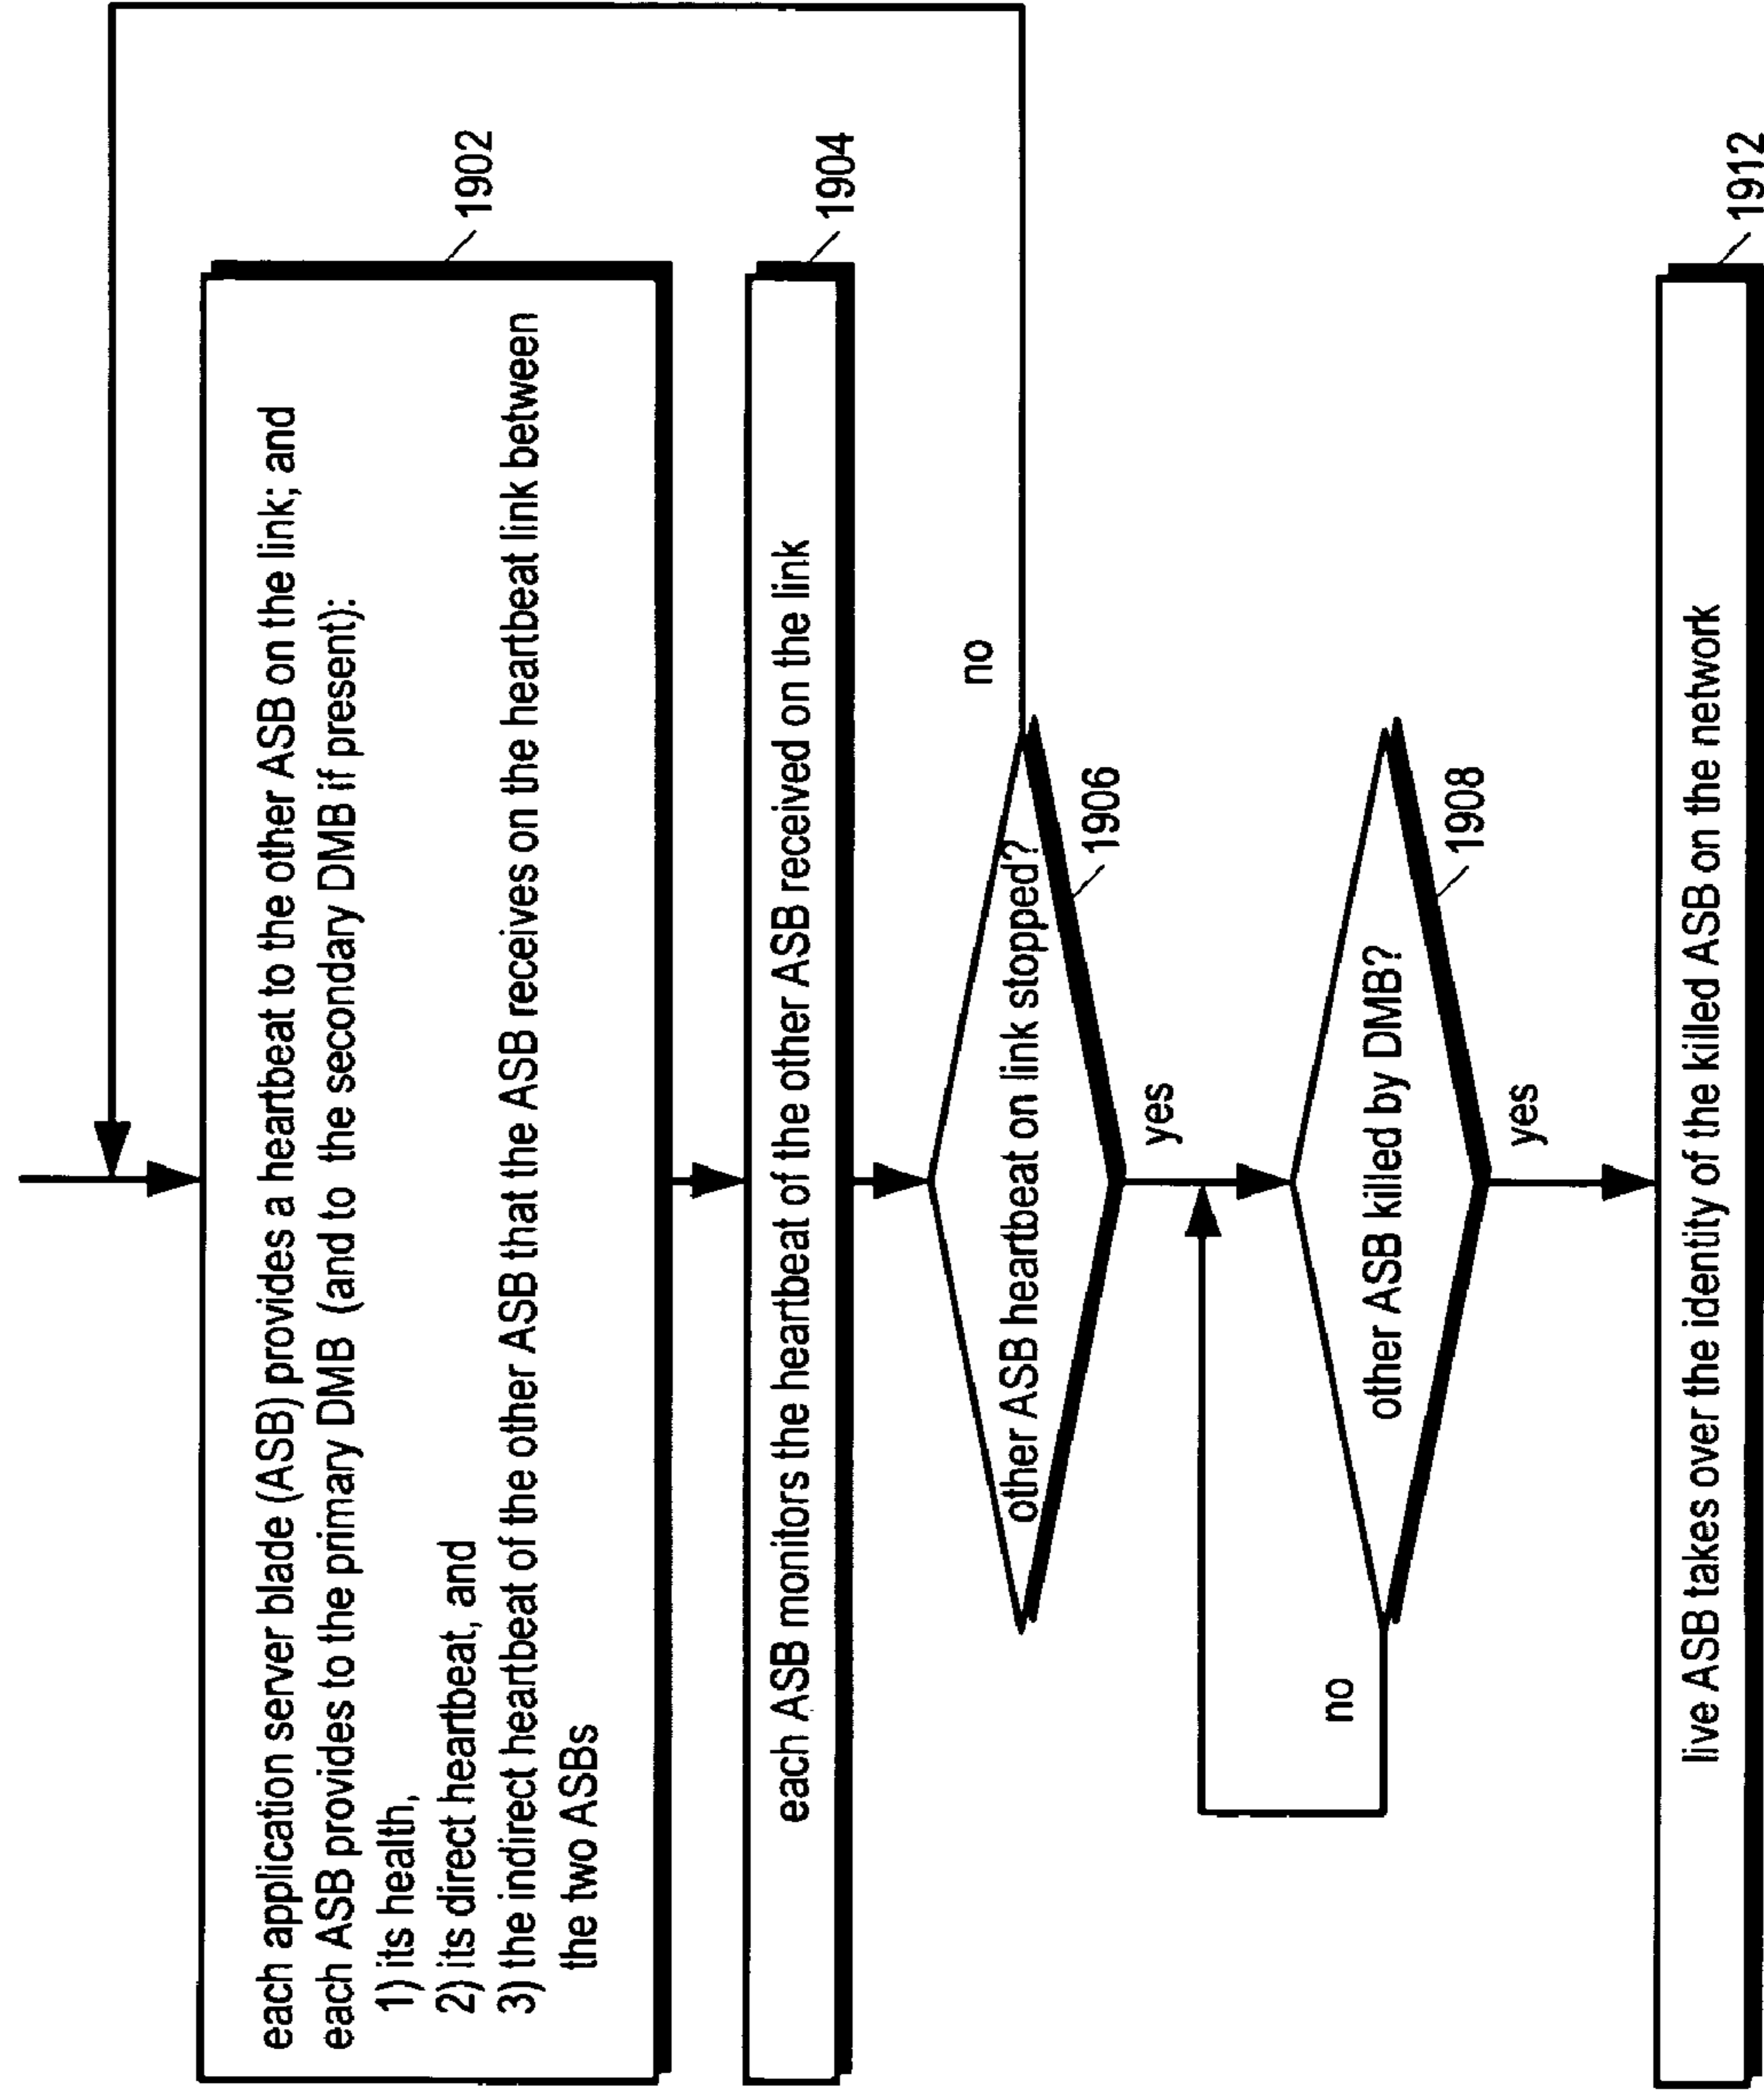 each application server blade (ASB) provides a heartbeat to the other ASB on the link; and
each ASB provides to the primary DMB (and to the secondary DMB if present):
1) its health,
2) its direct heartbeat, and
3) the indirect heartbeat of the other ASB that the ASB receives on the heartbeat link between
the two ASBs
1902
each ASB monitors the heartbeat of the other ASB received on the link
1904
other ASB heartbeat on link stopped?
no
1906
yes
other ASB killed by DMB?
no
1908
yes
live ASB takes over the identity of the killed ASB on the network
1912